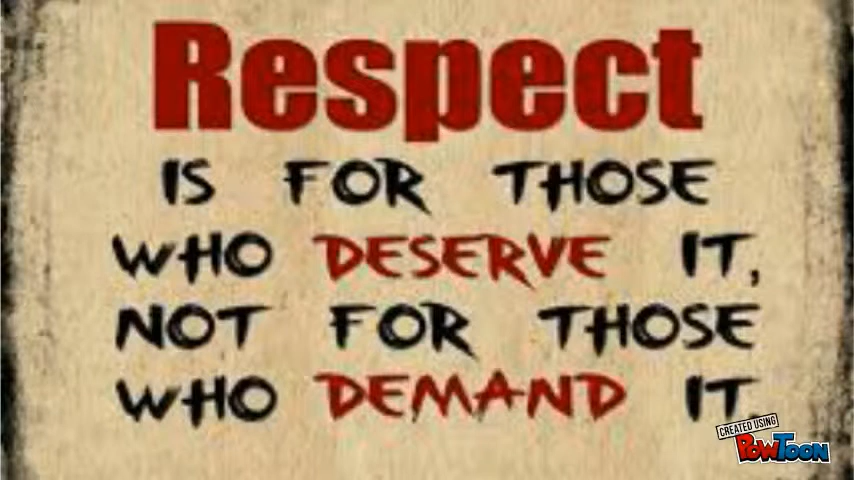 Respect
IS FOR THOSE
WHO DESERVE IT,
NOT FOR THOSE
WHO DEMAND IT.
CREATED USING
POWTOON